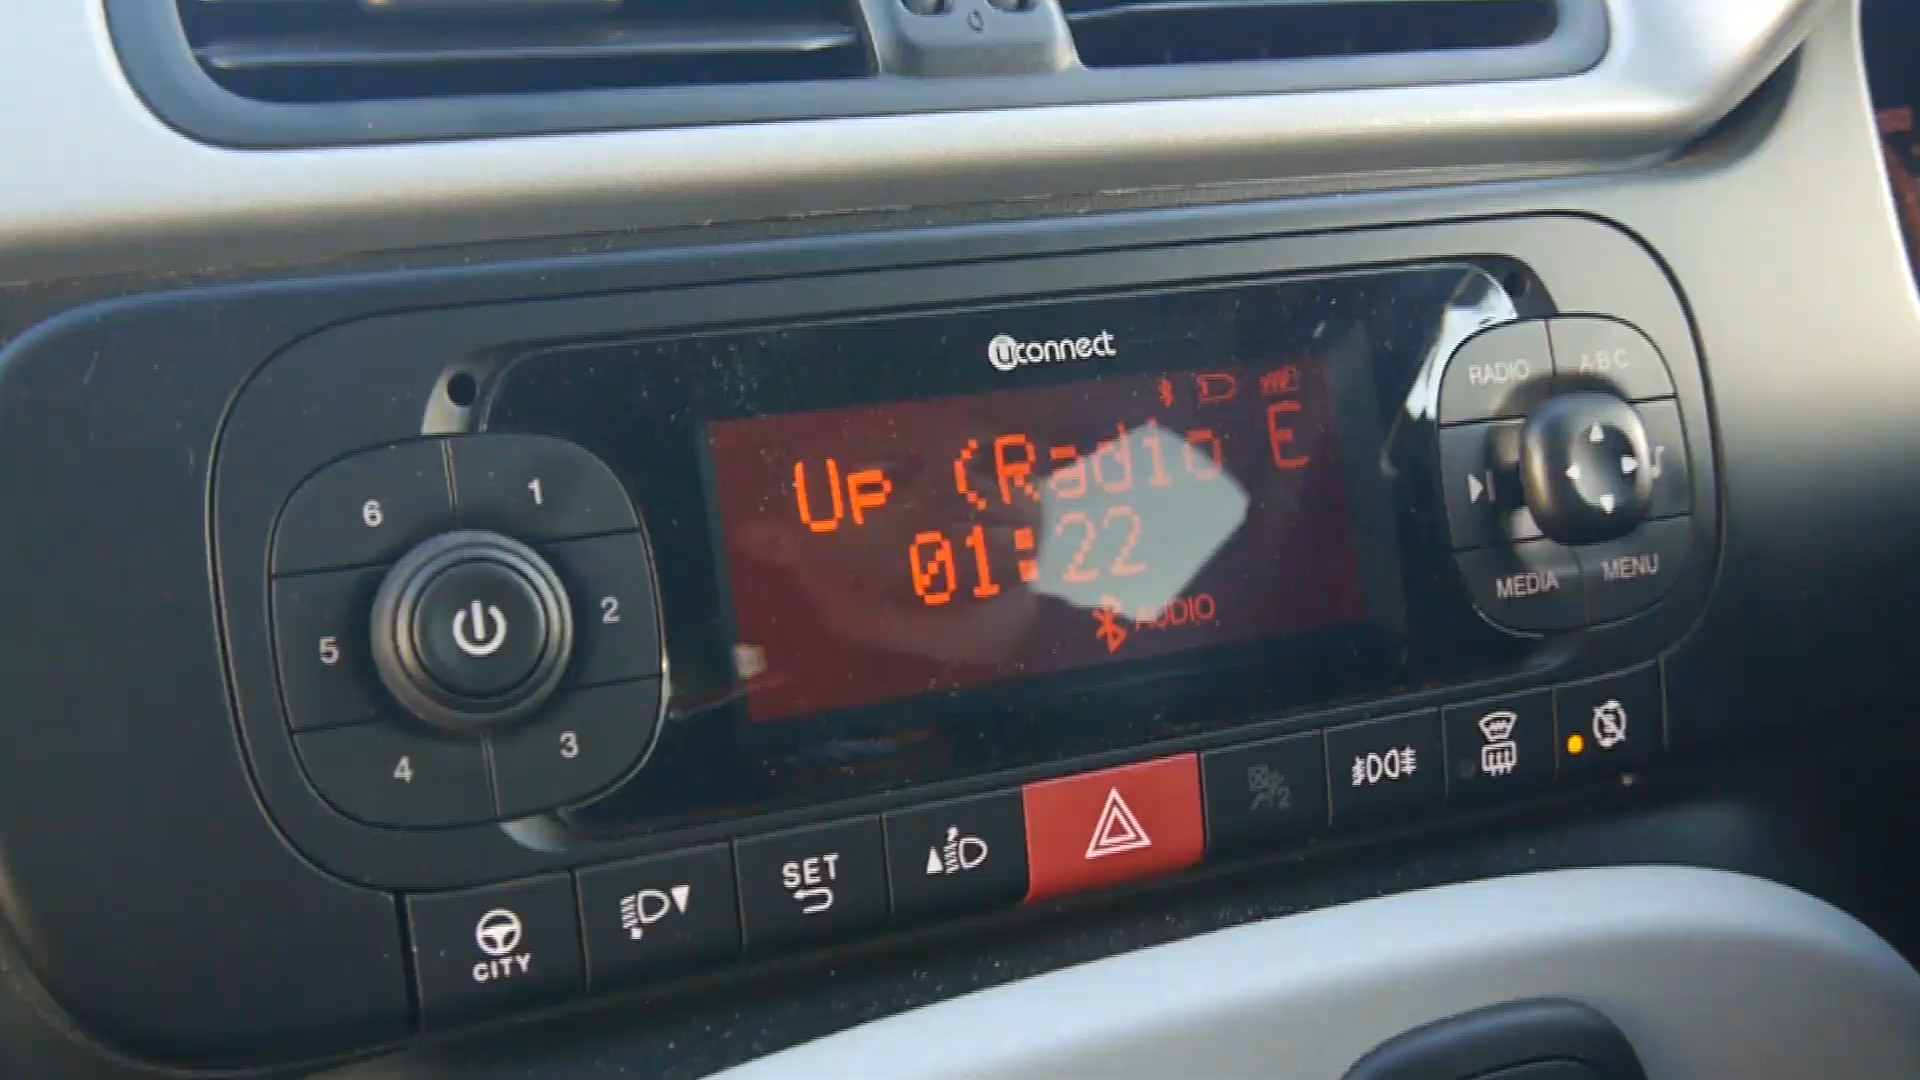 uconnect
RADIO
ABC
Up (Radio E
01:22
AUDIO
6
1
5
2
4
3
MEDIA
MENU
SET
CITY